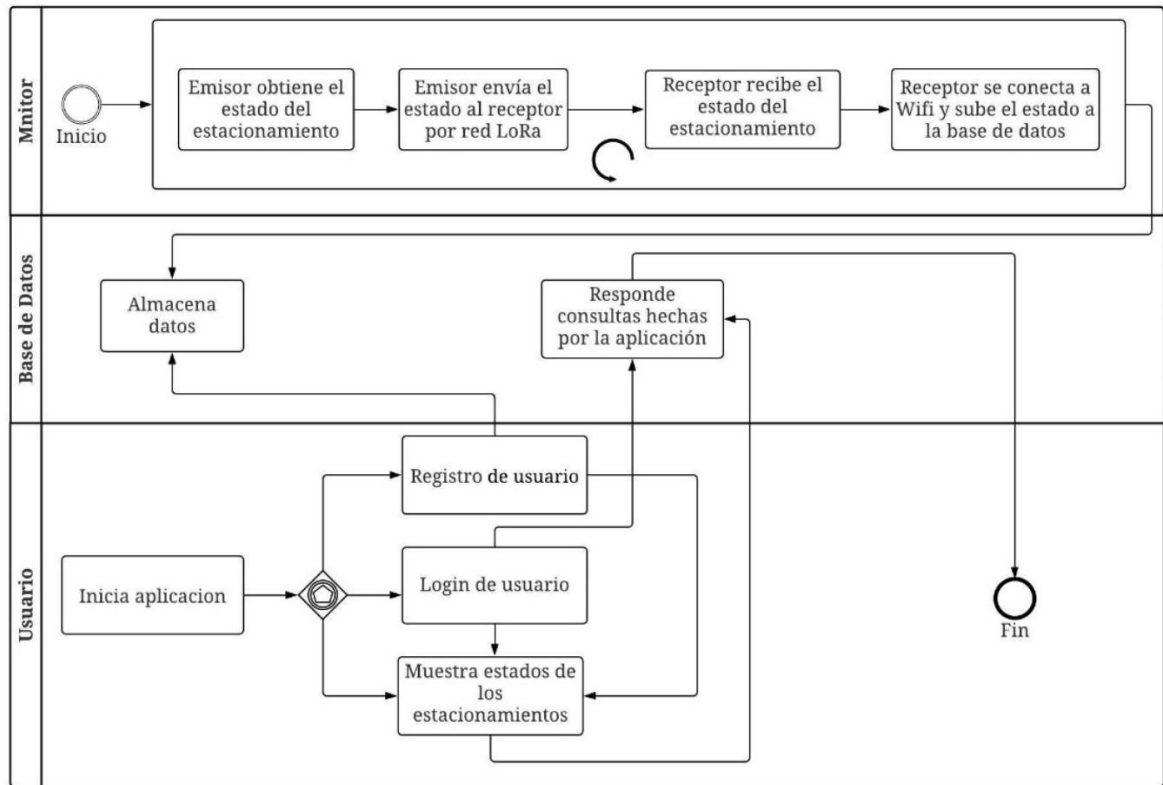 Mnitor
Inicio
Emisor obtiene el
estado del
estacionamiento
Emisor envía el
estado al receptor
por red LoRa
Receptor recibe el
estado del
estacionamiento
Receptor se conecta a
Wifi y sube el estado a
la base de datos
Base de Datos
Almacena
datos
Responde
consultas hechas
por la aplicación
Usuario
Inicia aplicacion
Registro de usuario
Login de usuario
Muestra estados de
los
estacionamientos
Fin